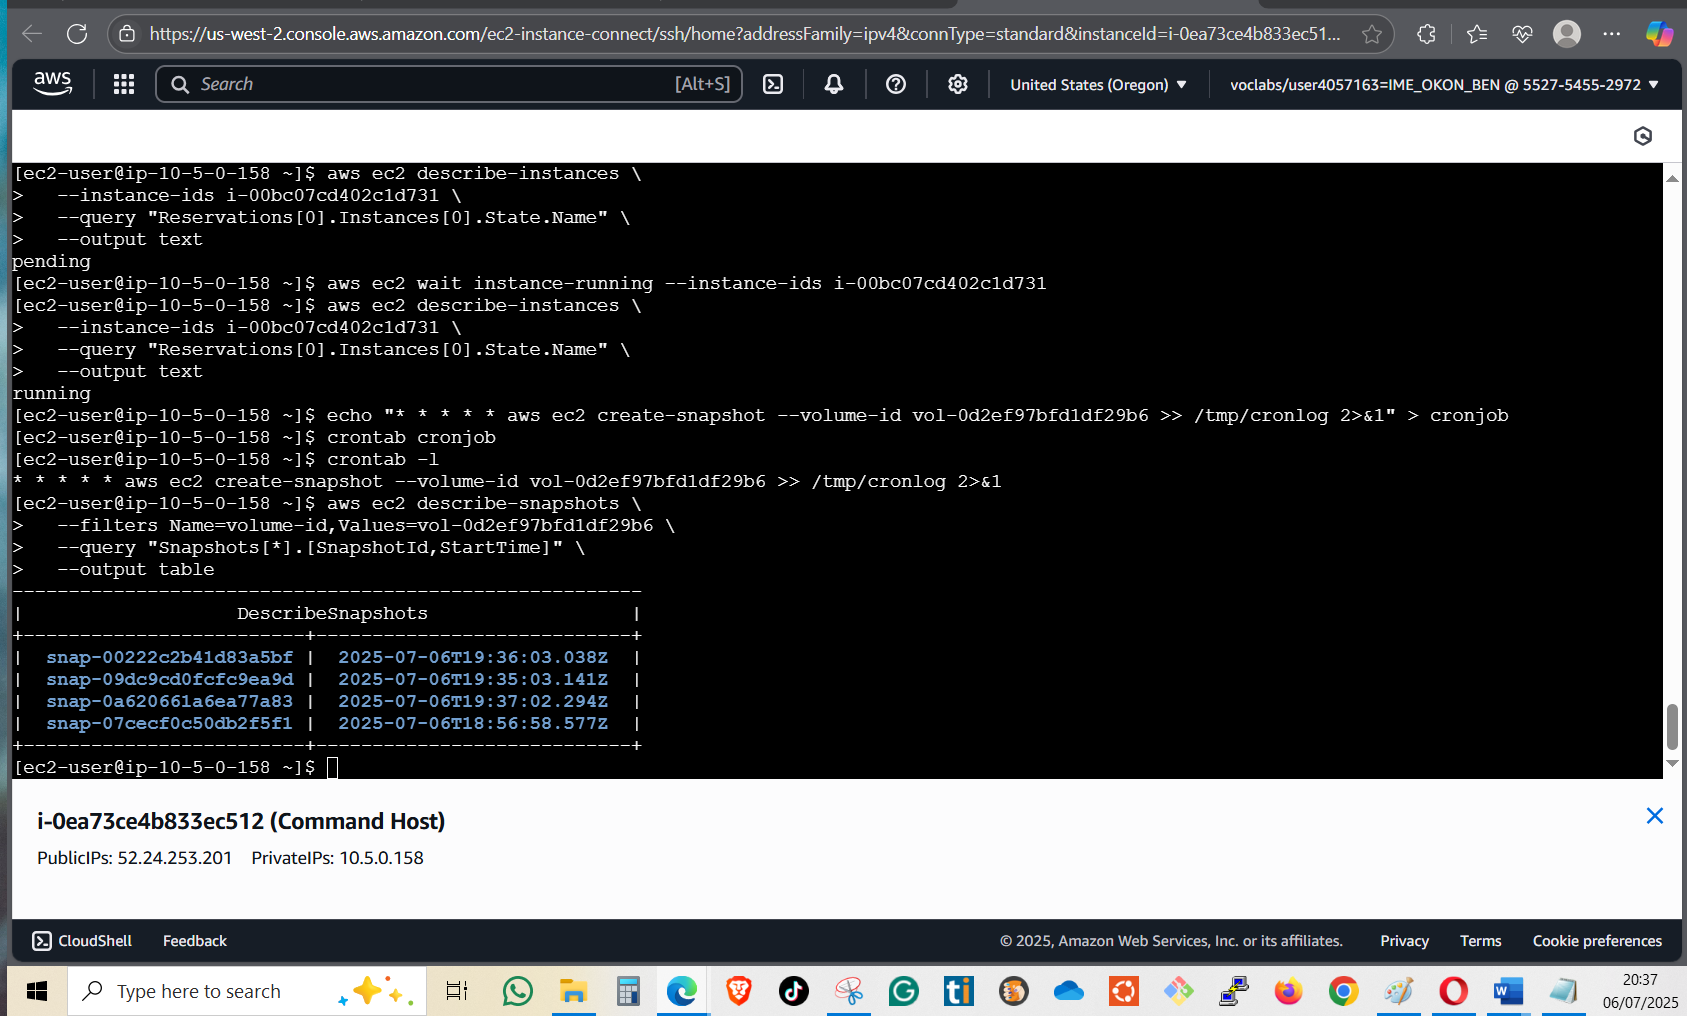 https://us-west-2.console.aws.amazon.com/ec2-instance-connect/ssh/home?addressFamily=ipv4&connType=standard&instanceId=i-0ea73ce4b833ec51...
aws
Search [Alt+S]
United States (Oregon)
voclabs/user4057163=IME_OKON_BEN @ 5527-5455-2972
[ec2-user@ip-10-5-0-158 ~]$ aws ec2 describe-instances \
>   --instance-ids i-00bc07cd402c1d731 \
>   --query "Reservations[0].Instances[0].State.Name" \
>   --output text
pending
[ec2-user@ip-10-5-0-158 ~]$ aws ec2 wait instance-running --instance-ids i-00bc07cd402c1d731
[ec2-user@ip-10-5-0-158 ~]$ aws ec2 describe-instances \
>   --instance-ids i-00bc07cd402c1d731 \
>   --query "Reservations[0].Instances[0].State.Name" \
>   --output text
running
[ec2-user@ip-10-5-0-158 ~]$ echo "* * * * * aws ec2 create-snapshot --volume-id vol-0d2ef97bfd1df29b6 >> /tmp/cronlog 2>&1" > cronjob
[ec2-user@ip-10-5-0-158 ~]$ crontab cronjob
[ec2-user@ip-10-5-0-158 ~]$ crontab -l
* * * * * aws ec2 create-snapshot --volume-id vol-0d2ef97bfd1df29b6 >> /tmp/cronlog 2>&1
[ec2-user@ip-10-5-0-158 ~]$ aws ec2 describe-snapshots \
>   --filters Name=volume-id,Values=vol-0d2ef97bfd1df29b6 \
>   --query "Snapshots[*].[SnapshotId,StartTime]" \
>   --output table
--------------------------------------------------------
|                   DescribeSnapshots                  |
+-------------------------+----------------------------+
|  snap-00222c2b41d83a5bf |  2025-07-06T19:36:03.038Z  |
|  snap-09dc9cd0fcfc9ea9d |  2025-07-06T19:35:03.141Z  |
|  snap-0a620661a6ea77a83 |  2025-07-06T19:37:02.294Z  |
|  snap-07cecf0c50db2f5f1 |  2025-07-06T18:56:58.577Z  |
+-------------------------+----------------------------+
[ec2-user@ip-10-5-0-158 ~]$
i-0ea73ce4b833ec512 (Command Host)
PublicIPs: 52.24.253.201 PrivateIPs: 10.5.0.158
CloudShell Feedback © 2025, Amazon Web Services, Inc. or its affiliates. Privacy Terms Cookie preferences
Type here to search
20:37
06/07/2025